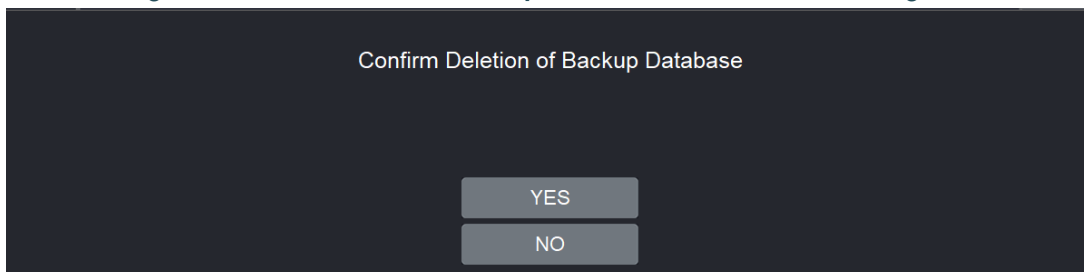 Confirm Deletion of Backup Database
YES
NO